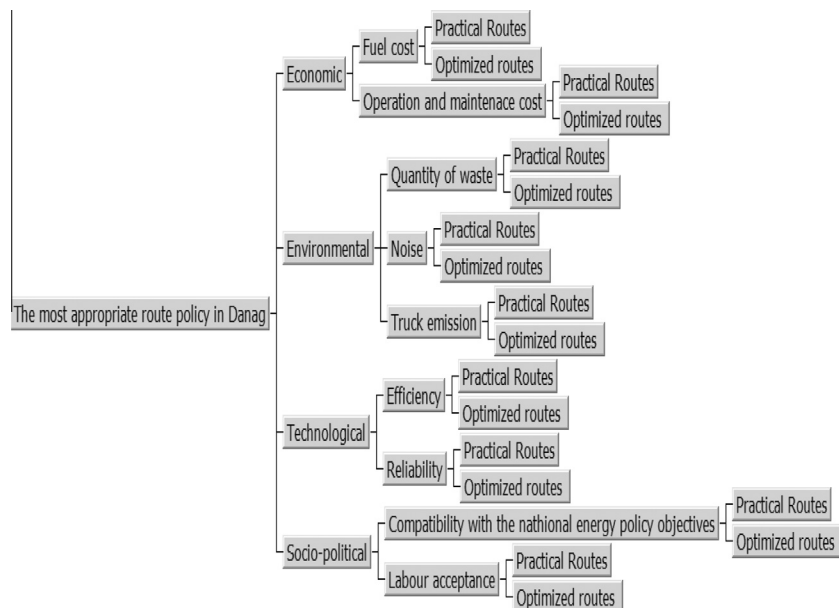 The most appropriate route policy in Danag
Economic
Fuel cost
Practical Routes
Optimized routes
Operation and maintenace cost
Practical Routes
Optimized routes
Environmental
Quantity of waste
Practical Routes
Optimized routes
Noise
Practical Routes
Optimized routes
Truck emission
Practical Routes
Optimized routes
Technological
Efficiency
Practical Routes
Optimized routes
Reliability
Practical Routes
Optimized routes
Socio-political
Compatibility with the nathional energy policy objectives
Practical Routes
Optimized routes
Labour acceptance
Practical Routes
Optimized routes